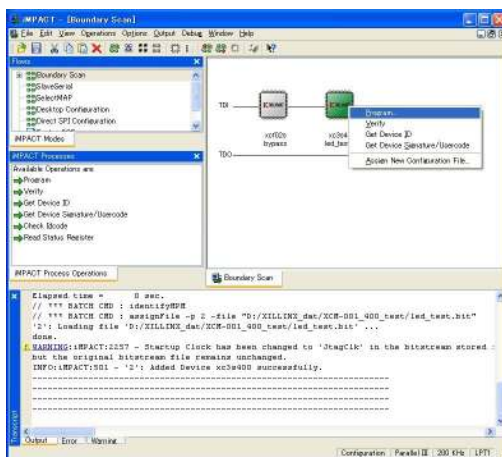 iMPACT - [Boundary Scan]
File Edit View Operations Options Output Debug Window Help
Flows
Boundary Scan
SlaveSerial
SelectMAP
Desktop Configuration
Direct SPI Configuration
iMPACT Modes
iMPACT Processes
Available Operations are:
Program
Verify
Get Device ID
Get Device Signature/Usercode
Check Idcode
Read Status Register
iMPACT Process Operations
TDI
TDO
xcf02s
bypass
xc3s4
led_tes
Program...
Verify
Get Device ID
Get Device Signature/Usercode
Assign New Configuration File...
Boundary Scan
Elapsed time = 0 sec.
// *** BATCH CMD : identifyMPM
// *** BATCH CMD : assignFile -p 2 -file "D:/XILLINX_dat/XCM-001_400_test/led_test.bit"
'2': Loading file 'D:/XILLINX_dat/XCM-001_400_test/led_test.bit' ...
done.
WARNING:iMPACT:2257 - Startup Clock has been changed to 'JtagClk' in the bitstream stored
but the original bitstream file remains unchanged.
INFO:iMPACT:501 - '2': Added Device xc3s400 successfully.
----------------------------------------------------------------------
----------------------------------------------------------------------
----------------------------------------------------------------------
----------------------------------------------------------------------
Transcript
Output Error Warning
Configuration Parallel III 200 KHz LPT1